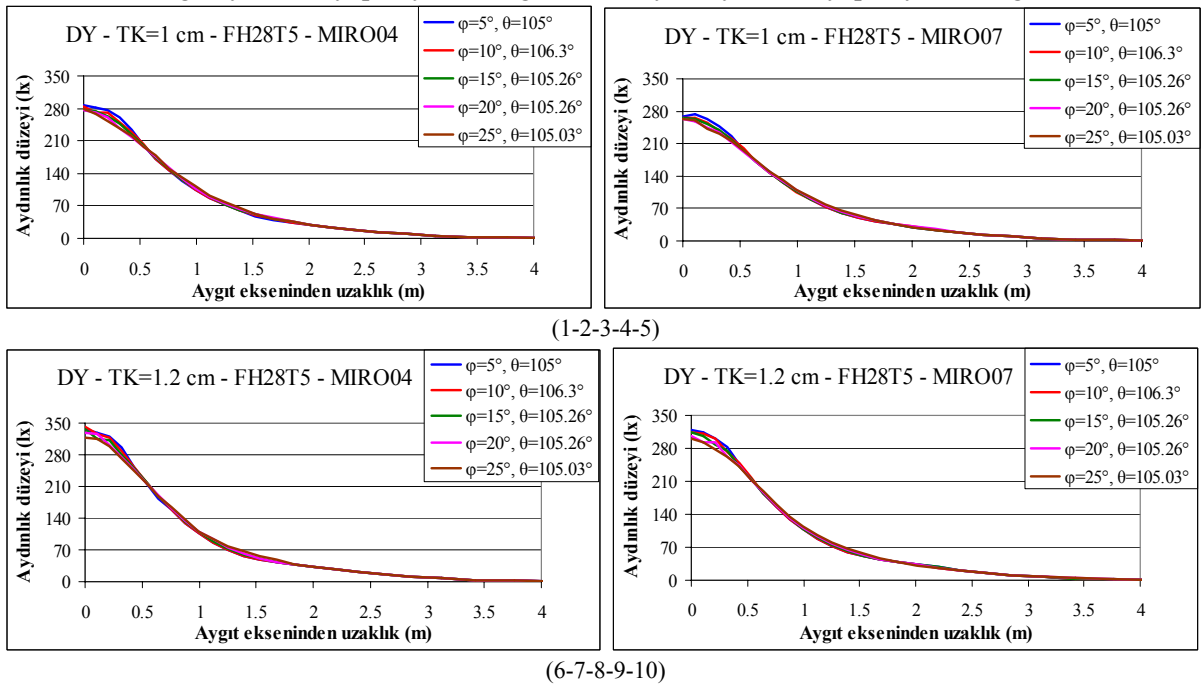 DY - TK=1 cm - FH28T5 - MIRO04
φ=5°, θ=105°
φ=10°, θ=106.3°
φ=15°, θ=105.26°
φ=20°, θ=105.26°
φ=25°, θ=105.03°
Aydınlık düzeyi (lx)
350
280
210
140
70
0
0 0.5 1 1.5 2 2.5 3 3.5 4
Aygıt ekseninden uzaklık (m)
DY - TK=1 cm - FH28T5 - MIRO07
φ=5°, θ=105°
φ=10°, θ=106.3°
φ=15°, θ=105.26°
φ=20°, θ=105.26°
φ=25°, θ=105.03°
Aydınlık düzeyi (lx)
350
280
210
140
70
0
0 0.5 1 1.5 2 2.5 3 3.5 4
Aygıt ekseninden uzaklık (m)
(1-2-3-4-5)
DY - TK=1.2 cm - FH28T5 - MIRO04
φ=5°, θ=105°
φ=10°, θ=106.3°
φ=15°, θ=105.26°
φ=20°, θ=105.26°
φ=25°, θ=105.03°
Aydınlık düzeyi (lx)
350
280
210
140
70
0
0 0.5 1 1.5 2 2.5 3 3.5 4
Aygıt ekseninden uzaklık (m)
DY - TK=1.2 cm - FH28T5 - MIRO07
φ=5°, θ=105°
φ=10°, θ=106.3°
φ=15°, θ=105.26°
φ=20°, θ=105.26°
φ=25°, θ=105.03°
Aydınlık düzeyi (lx)
350
280
210
140
70
0
0 0.5 1 1.5 2 2.5 3 3.5 4
Aygıt ekseninden uzaklık (m)
(6-7-8-9-10)